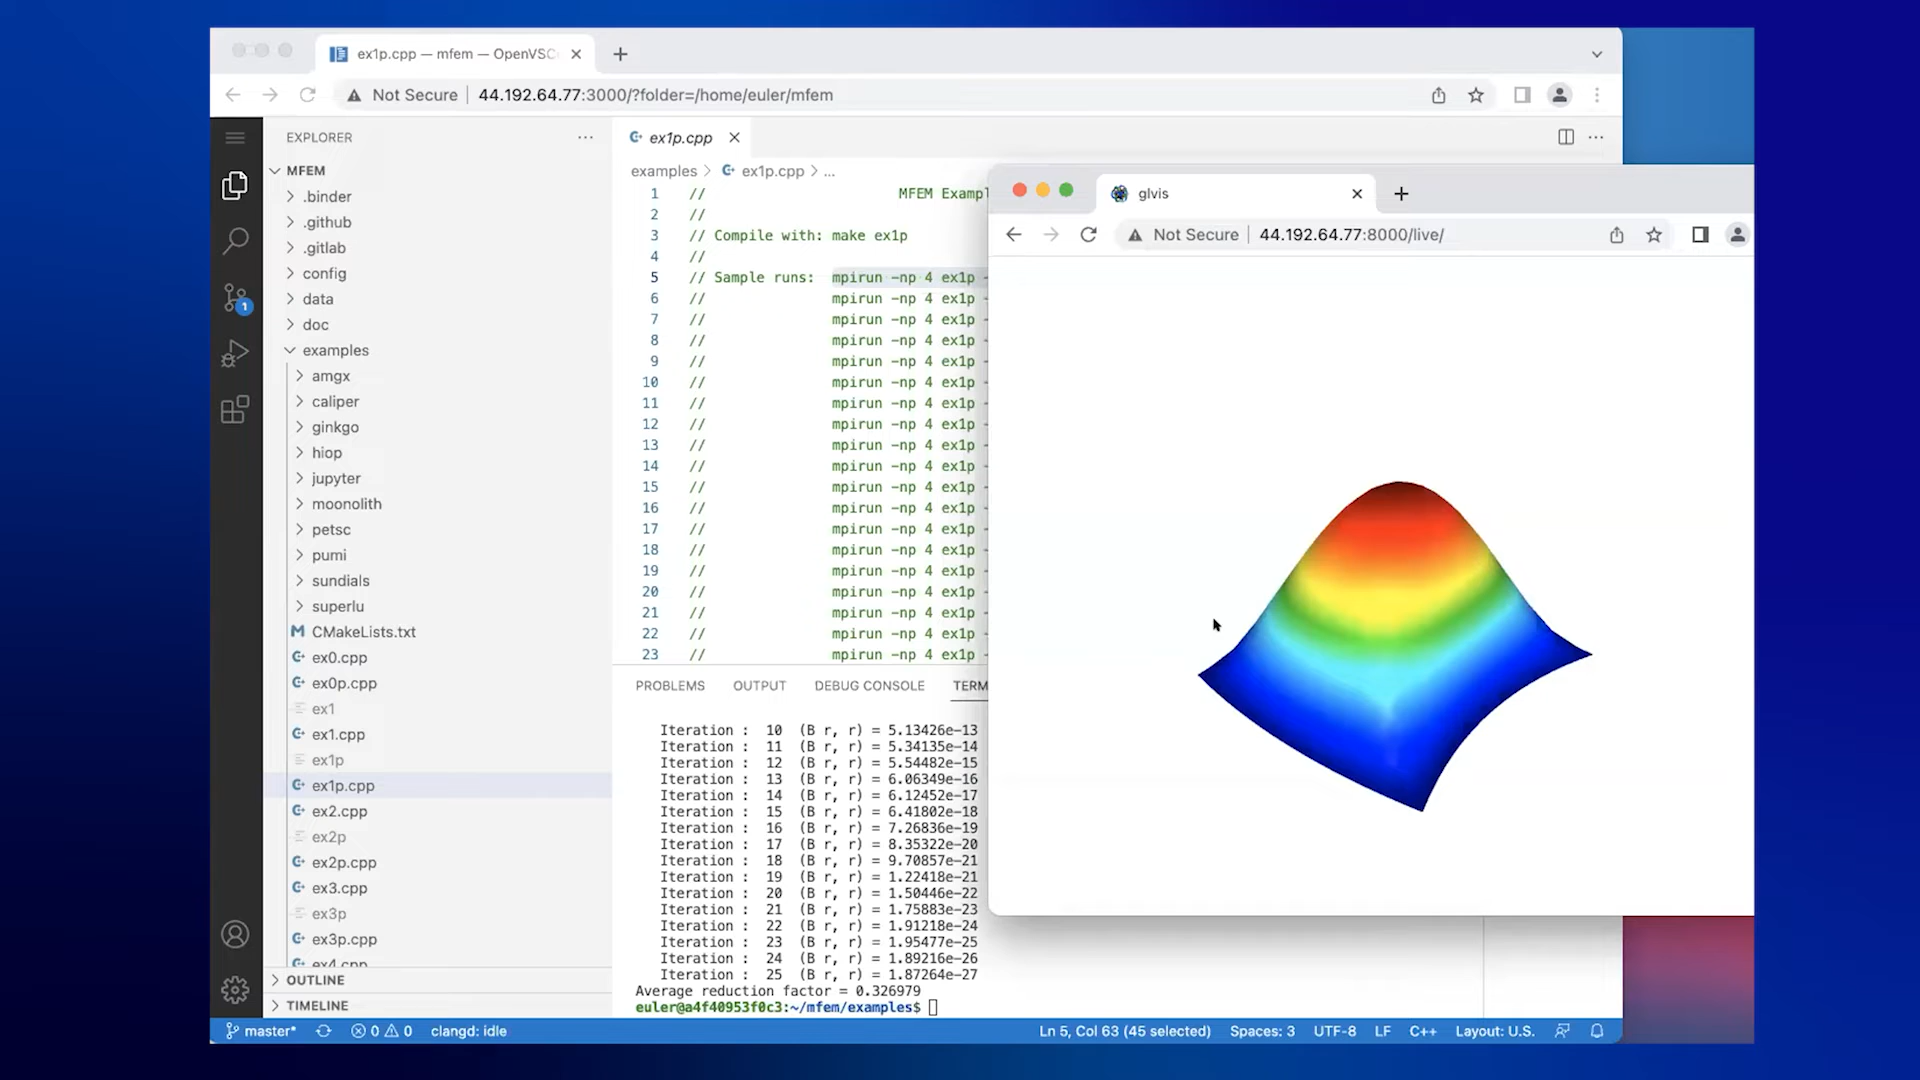 ex1p.cpp — mfem — OpenVSC
Not Secure
44.192.64.77:3000/?folder=/home/euler/mfem
EXPLORER
MFEM
.binder
.github
.gitlab
config
data
doc
examples
amgx
caliper
ginkgo
hiop
jupyter
moonolith
petsc
pumi
sundials
superlu
CMakeLists.txt
ex0.cpp
ex0p.cpp
ex1
ex1.cpp
ex1p
ex1p.cpp
ex2.cpp
ex2p
ex2p.cpp
ex3.cpp
ex3p
ex3p.cpp
ex4.cpp
OUTLINE
TIMELINE
1
ex1p.cpp
examples > ex1p.cpp > ...
1 // MFEM Exampl
2 //
3 // Compile with: make ex1p
4 //
5 // Sample runs: mpirun -np 4 ex1p -
6 // mpirun -np 4 ex1p -
7 // mpirun -np 4 ex1p -
8 // mpirun -np 4 ex1p -
9 // mpirun -np 4 ex1p -
10 // mpirun -np 4 ex1p -
11 // mpirun -np 4 ex1p -
12 // mpirun -np 4 ex1p -
13 // mpirun -np 4 ex1p -
14 // mpirun -np 4 ex1p -
15 // mpirun -np 4 ex1p -
16 // mpirun -np 4 ex1p -
17 // mpirun -np 4 ex1p -
18 // mpirun -np 4 ex1p -
19 // mpirun -np 4 ex1p -
20 // mpirun -np 4 ex1p -
21 // mpirun -np 4 ex1p -
22 // mpirun -np 4 ex1p -
23 // mpirun -np 4 ex1p -
PROBLEMS OUTPUT DEBUG CONSOLE TERM
Iteration : 10 (B r, r) = 5.13426e-13
Iteration : 11 (B r, r) = 5.34135e-14
Iteration : 12 (B r, r) = 5.54482e-15
Iteration : 13 (B r, r) = 6.06349e-16
Iteration : 14 (B r, r) = 6.12452e-17
Iteration : 15 (B r, r) = 6.41802e-18
Iteration : 16 (B r, r) = 7.26836e-19
Iteration : 17 (B r, r) = 8.35322e-20
Iteration : 18 (B r, r) = 9.70857e-21
Iteration : 19 (B r, r) = 1.22418e-21
Iteration : 20 (B r, r) = 1.50446e-22
Iteration : 21 (B r, r) = 1.75883e-23
Iteration : 22 (B r, r) = 1.91218e-24
Iteration : 23 (B r, r) = 1.95477e-25
Iteration : 24 (B r, r) = 1.89216e-26
Iteration : 25 (B r, r) = 1.87264e-27
Average reduction factor = 0.326979
euler@a4f40953f0c3:~/mfem/examples$
glvis
Not Secure
44.192.64.77:8000/live/
master* 0 0 clangd: idle
Ln 5, Col 63 (45 selected) Spaces: 3 UTF-8 LF C++ Layout: U.S.